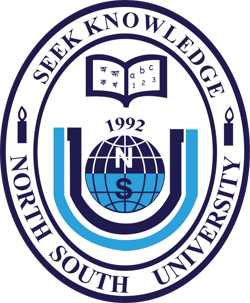 SEEK KNOWLEDGE
অ আ
ক খ
a b c
1 2 3
1992
N
S
NORTH SOUTH UNIVERSITY